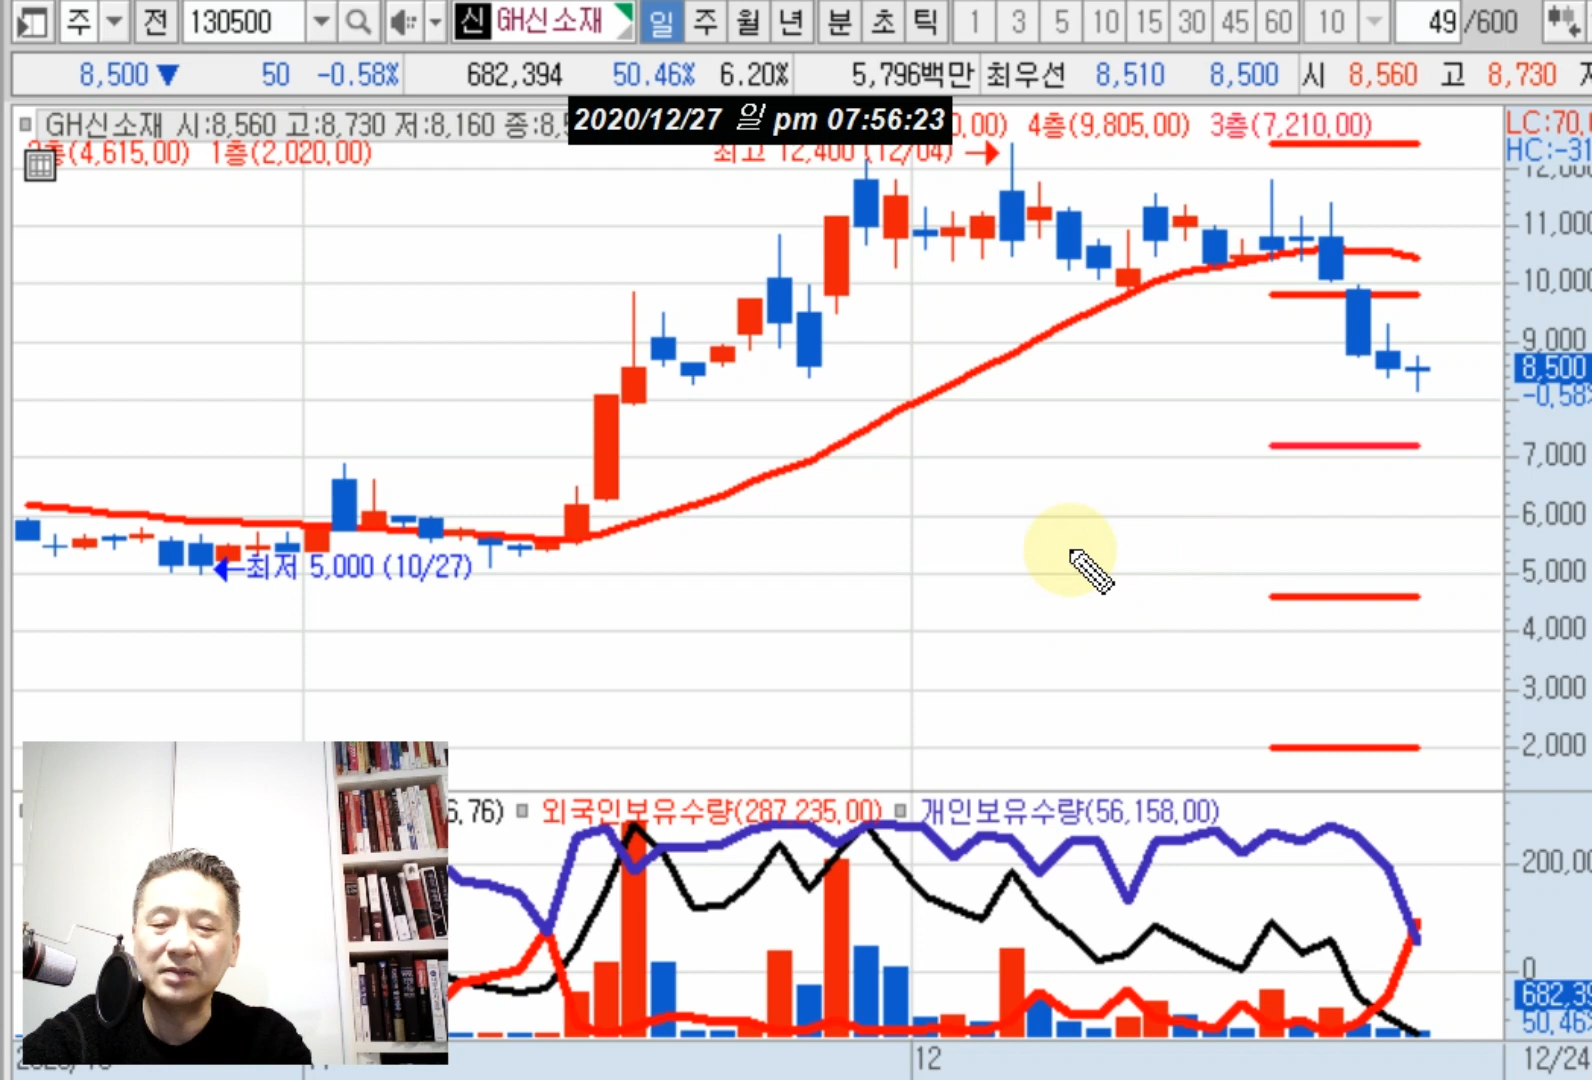 주 전 130500 신 GH신소재 일 주 월 년 분 초 틱 1 3 5 10 15 30 45 60 10 49 /600
8,500 ▼ 50 -0.58% 682,394 50.46% 6.20% 5,796백만 최우선 8,510 8,500 시 8,560 고 8,730
GH신소재 시:8,560 고:8,730 저:8,160 종:8,5 2020/12/27 일 pm 07:56:23 0,00) 4층(9,805,00) 3층(7,210,00)
2층(4,615,00) 1층(2,020,00) 최고 12,400 (12/04) →
LC:70,
HC:-31
12,000
11,000
10,000
9,000
8,500
-0,58%
7,000
6,000
←최저 5,000 (10/27)
5,000
4,000
3,000
2,000
6,76) 외국인보유수량(287,235,00) 개인보유수량(56,158,00)
200,00
0
682,39
50,46%
12 12/24